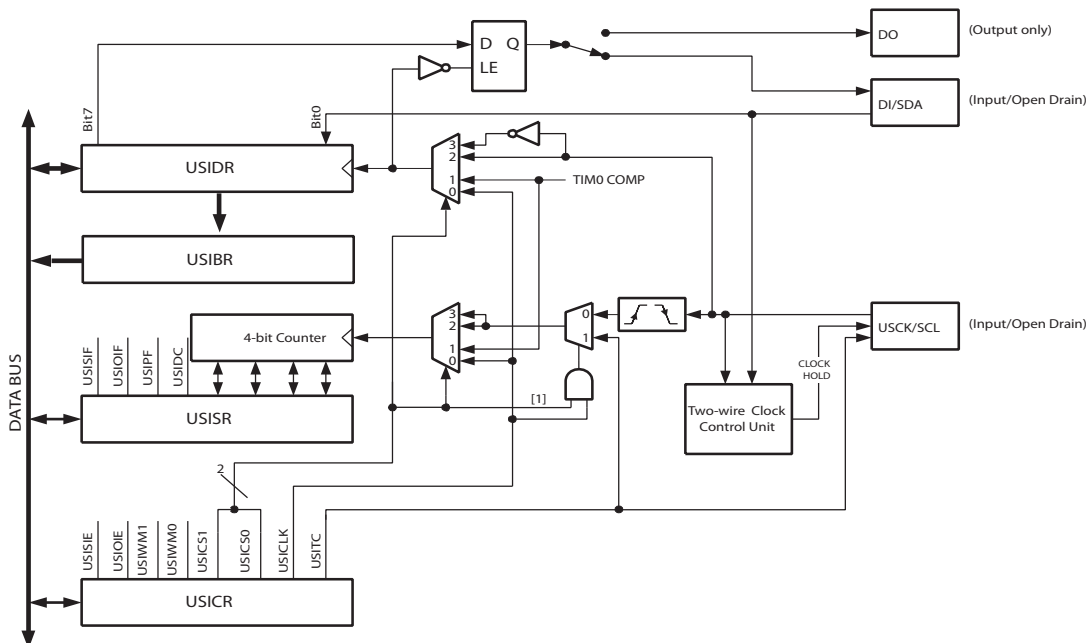 D Q
LE
DO
(Output only)
DI/SDA
(Input/Open Drain)
Bit7
Bit0
USIDR
3
2
1
0
TIM0 COMP
USIBR
4-bit Counter
3
2
1
0
0
1
USCK/SCL
(Input/Open Drain)
CLOCK
HOLD
USISIF
USIOIF
USIPF
USIDC
USISR
[1]
Two-wire Clock
Control Unit
DATA BUS
2
USISIE
USIOIE
USIWM1
USIWM0
USICS1
USICS0
USICLK
USITC
USICR